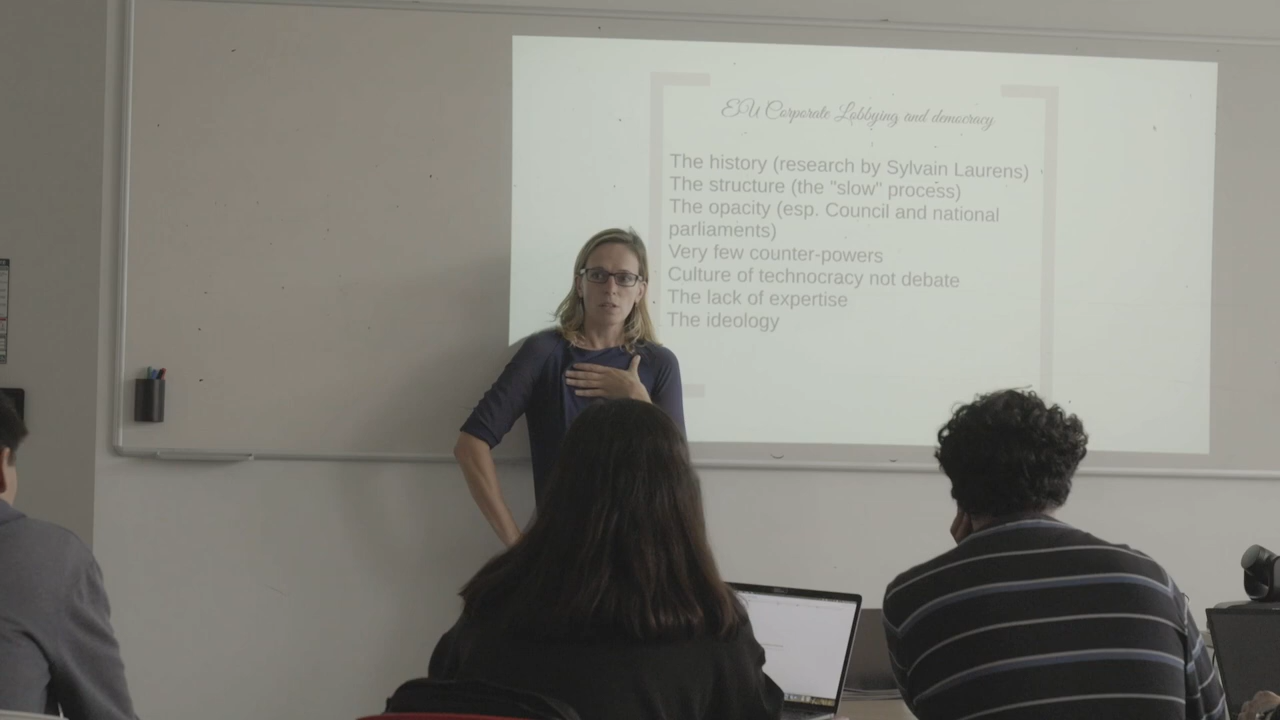 EU Corporate Lobbying and democracy
The history (research by Sylvain Laurens)
The structure (the "slow" process)
The opacity (esp. Council and national
parliaments)
Very few counter-powers
Culture of technocracy not debate
The lack of expertise
The ideology